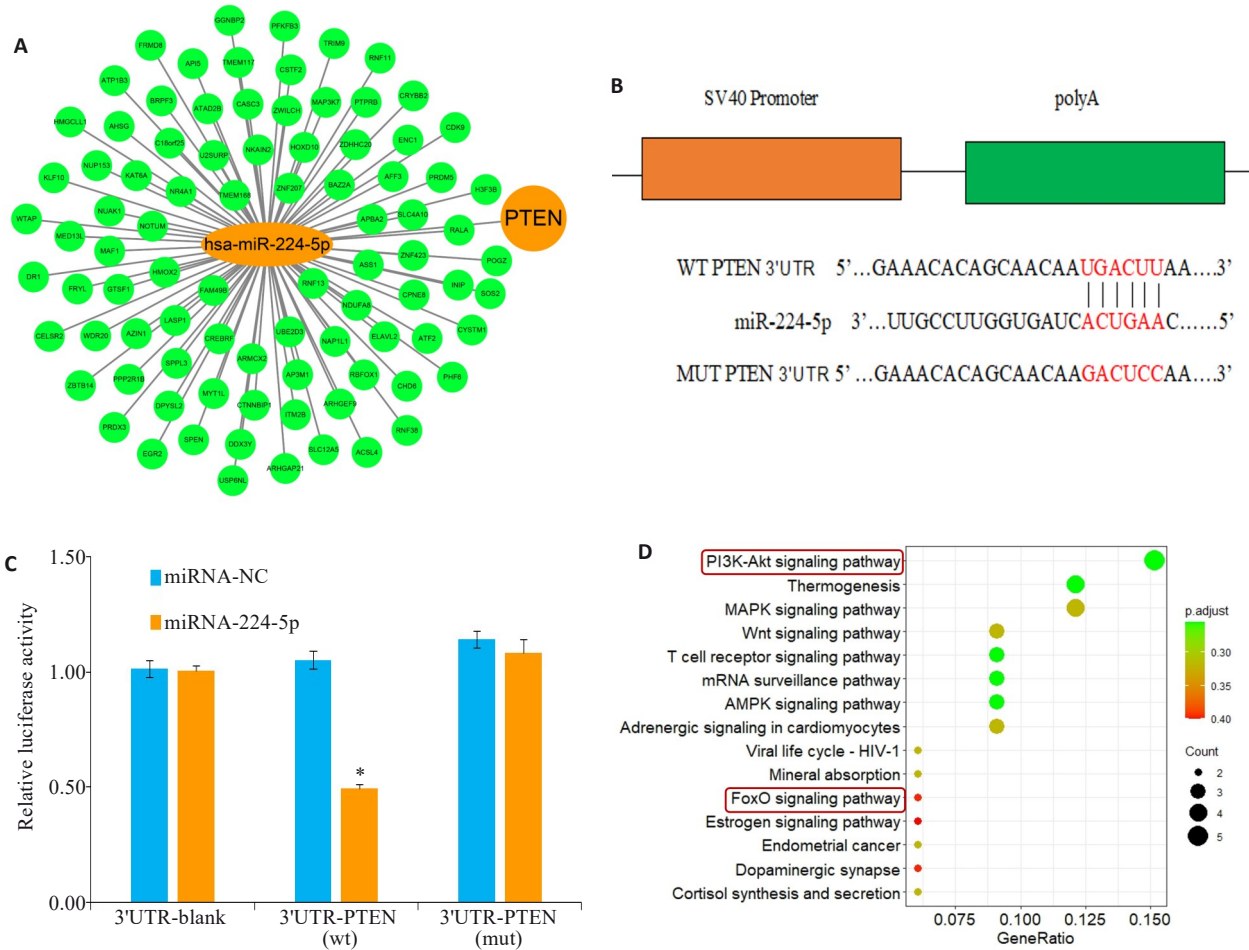 A
GGNBP2
PFKFB3
FRMD8
TRIM9
API5
TMEM117
CSTF2
RNF11
ATP1B3
BRPF3
ATAD2B
CASC3
ZWILCH
MAP3K7
PTPRB
CRYBB2
HMGCLL1
AHSG
C18orf25
U2SURP
NKAIN2
HOXD10
ZDHHC20
ENC1
CDK9
KLF10
NUP153
KAT6A
NR4A1
TMEM168
ZNF207
BAZ2A
AFF3
PRDM5
H3F3B
WTAP
NUAK1
NOTUM
APBA2
SLC4A10
PTEN
MED13L
MAF1
hsa-miR-224-5p
RALA
DR1
FRYL
GTSF1
HMOX2
ASS1
ZNF423
POGZ
FAM49B
RNF13
CPNE8
INIP
SOS2
CELSR2
WDR20
AZIN1
LASP1
NDUFA8
CREBRF
UBE2D3
NAP1L1
ELAVL2
ATF2
CYSTM1
ZBTB14
PPP2R1B
SPPL3
ARMCX2
AP3M1
RBFOX1
CHD6
PHF6
PRDX3
DPYSL2
MYT1L
CTNNBIP1
ITM2B
ARHGEF9
RNF38
EGR2
SPEN
DDX3Y
SLC12A5
ACSL4
USP6NL
ARHGAP21
B
SV40 Promoter polyA
WT PTEN 3'UTR 5’…GAAACACAGCAACAAUGACUUAA….3’
miR-224-5p 3’…UUGCCUUGGUGAUCACUGAAC……5’
MUT PTEN 3'UTR 5’…GAAACACAGCAACAAGACUCCAA….3’
C
Relative luciferase activity
1.50
1.00
0.50
0.00
miRNA-NC
miRNA-224-5p
*
3'UTR-blank 3'UTR-PTEN 3'UTR-PTEN
(wt) (mut)
D
PI3K-Akt signaling pathway
Thermogenesis
MAPK signaling pathway
Wnt signaling pathway
T cell receptor signaling pathway
mRNA surveillance pathway
AMPK signaling pathway
Adrenergic signaling in cardiomyocytes
Viral life cycle - HIV-1
Mineral absorption
FoxO signaling pathway
Estrogen signaling pathway
Endometrial cancer
Dopaminergic synapse
Cortisol synthesis and secretion
0.075 0.100 0.125 0.150
GeneRatio
p.adjust
0.30
0.35
0.40
Count
2
3
4
5